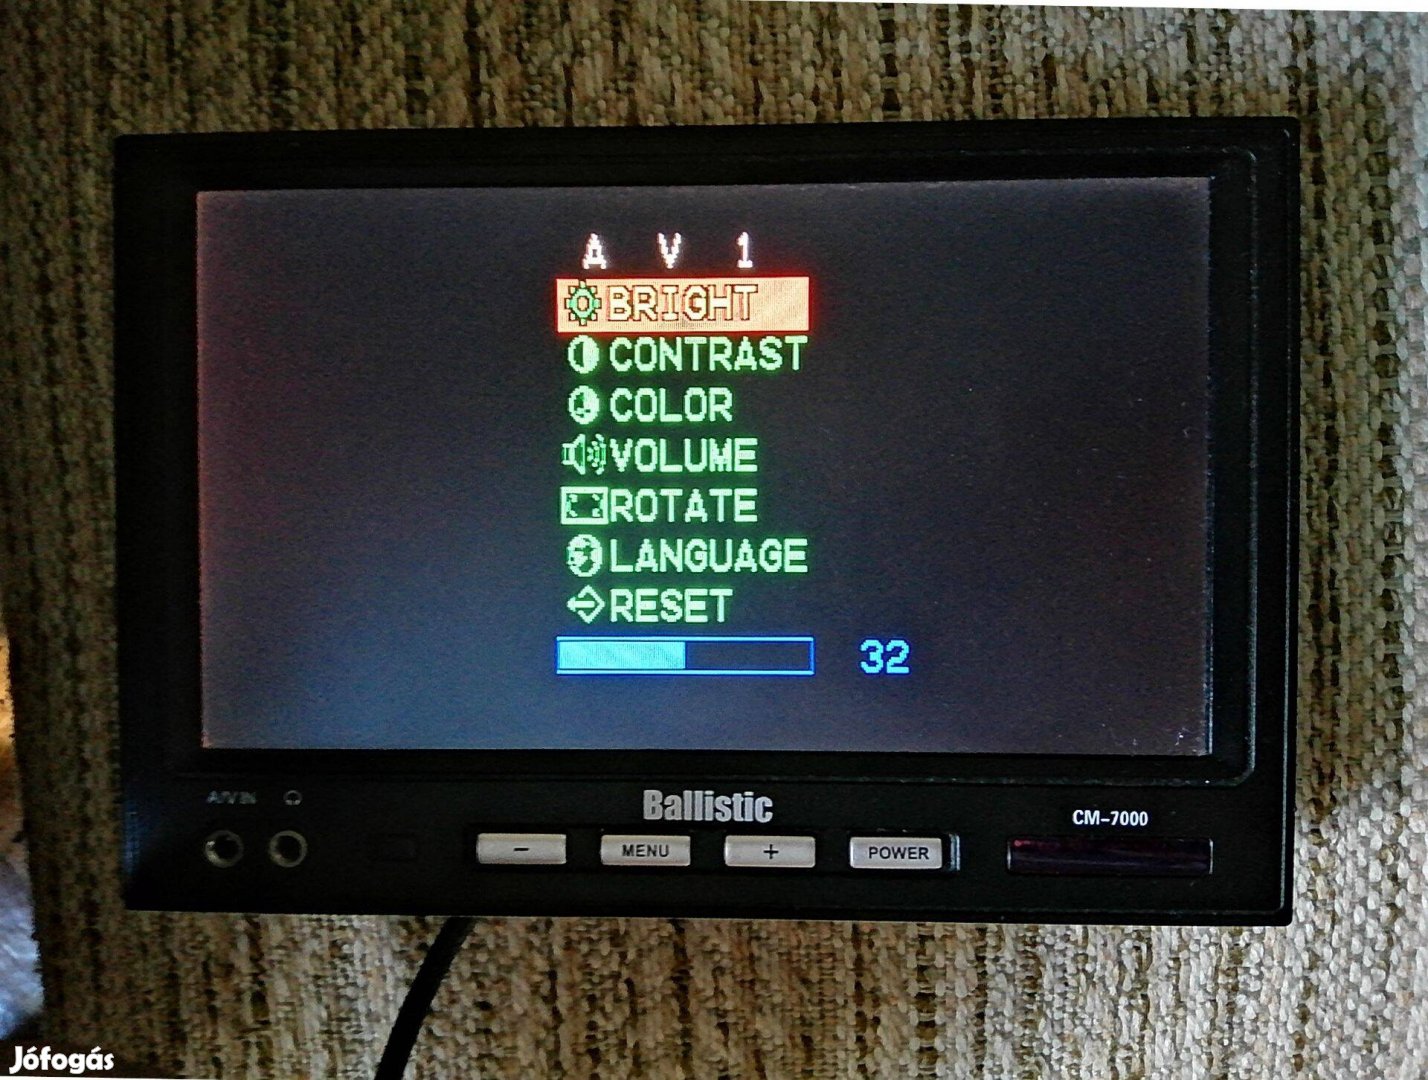 A V 1
BRIGHT
CONTRAST
COLOR
VOLUME
ROTATE
LANGUAGE
RESET
32
A/V IN
Ballistic
CM-7000
–
MENU
+
POWER
Jófogás